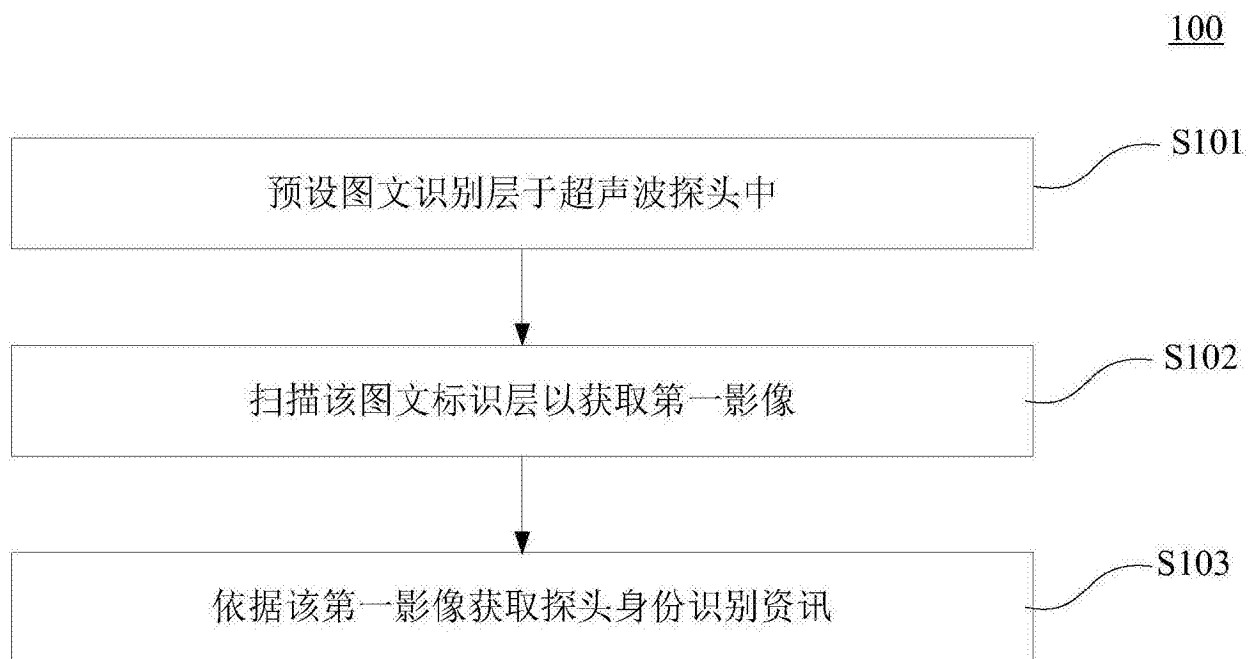 100
S101
预设图文识别层于超声波探头中
S102
扫描该图文标识层以获取第一影像
S103
依据该第一影像获取探头身份识别资讯